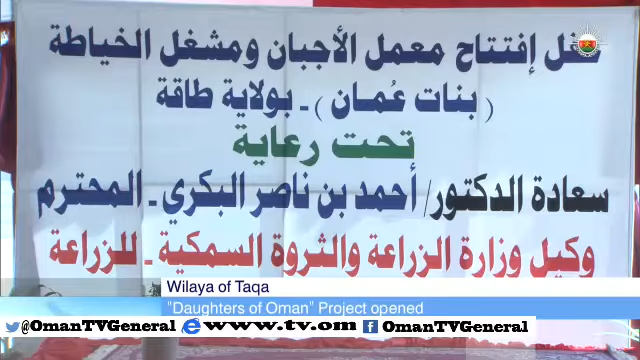 حفل إفتتاح معمل الأجبان ومشغل الخياطة
( بنات عُمان ) ـ بولاية طاقة
تحت رعاية
سعادة الدكتور/ أحمد بن ناصر البكري ـ المحترم
وكيل وزارة الزراعة والثروة السمكية ـ للزراعة
Wilaya of Taqa
"Daughters of Oman" Project opened
@OmanTVGeneral www.tv.om OmanTVGeneral